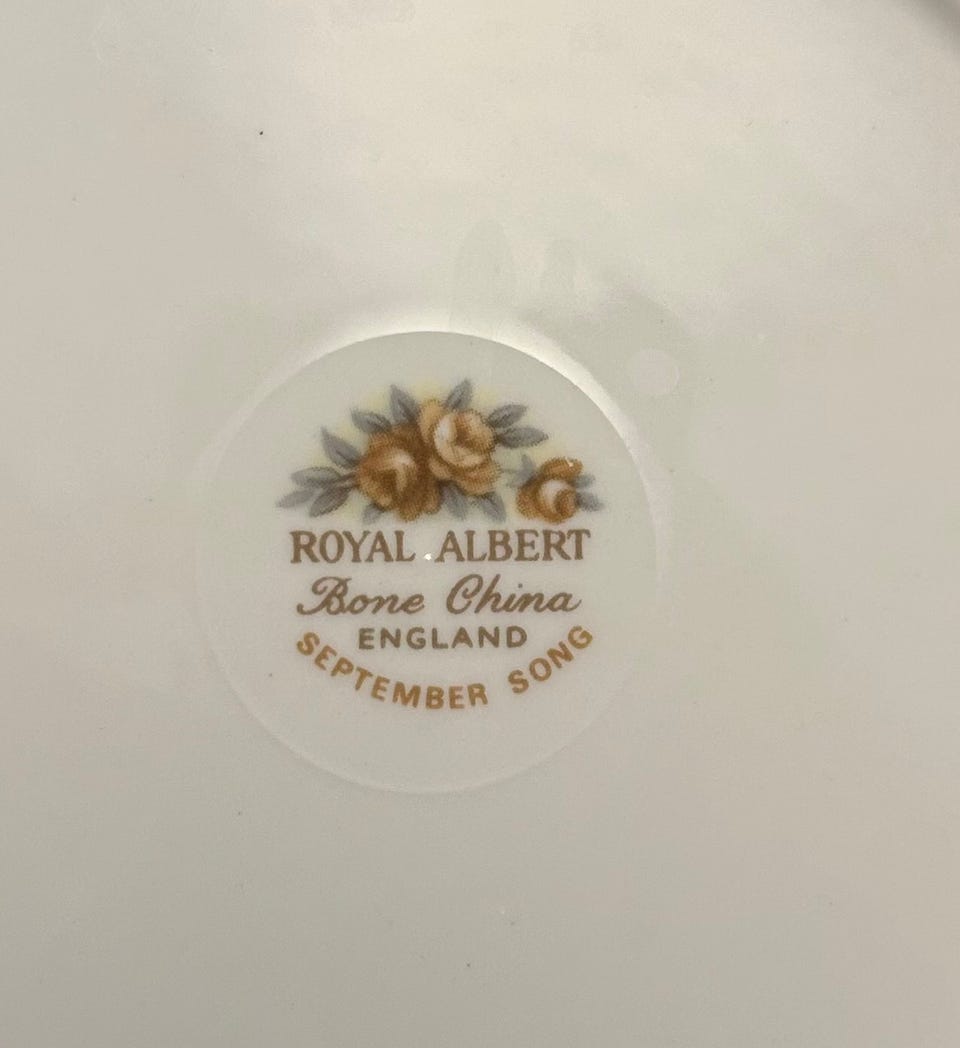 ROYAL ALBERT
Bone China
ENGLAND
SEPTEMBER SONG